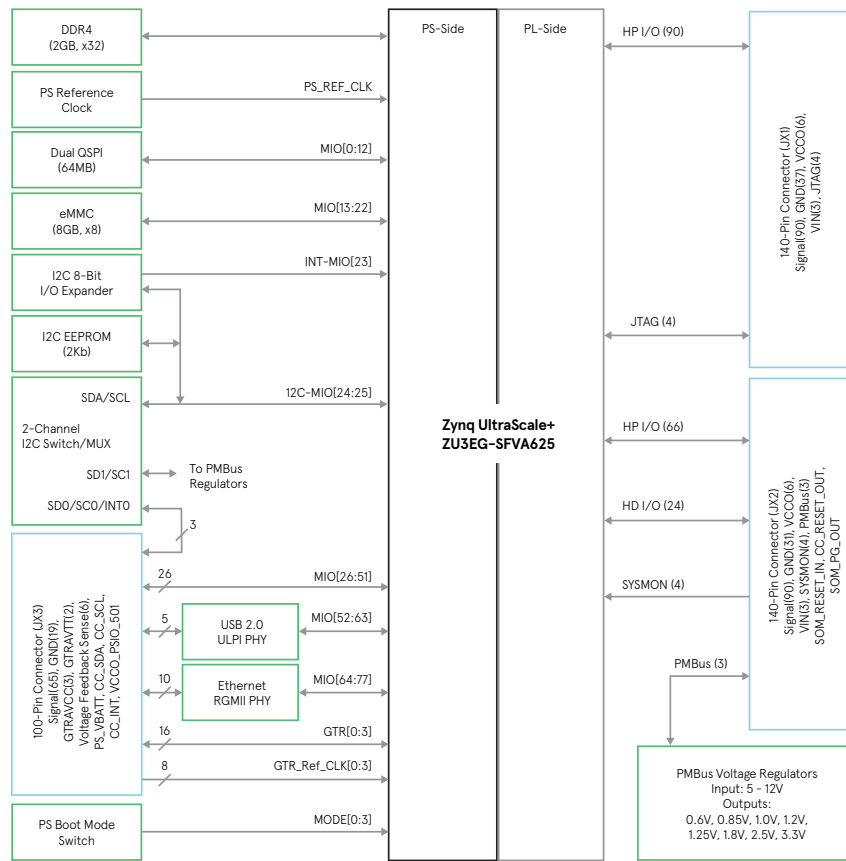 DDR4
(2GB, x32)
PS Reference
Clock
PS_REF_CLK
Dual QSPI
(64MB)
MIO[0:12]
eMMC
(8GB, x8)
MIO[13:22]
I2C 8-Bit
I/O Expander
INT-MIO[23]
I2C EEPROM
(2Kb)
SDA/SCL
12C-MIO[24:25]
2-Channel
I2C Switch/MUX
SD1/SC1
To PMBus
Regulators
SD0/SC0/INT0
3
100-Pin Connector (JX3)
Signal(65), GND(19),
GTRAVCC(3), GTRAVTT(2),
Voltage Feedback Sense(6),
PS_VBATT, CC_SDA, CC_SCL,
CC_INT, VCCO_PSIO_501
26
MIO[26:51]
5
USB 2.0
ULPI PHY
MIO[52:63]
10
Ethernet
RGMII PHY
MIO[64:77]
16
GTR[0:3]
8
GTR_Ref_CLK[0:3]
PS Boot Mode
Switch
MODE[0:3]
PS-Side
PL-Side
Zynq UltraScale+
ZU3EG-SFVA625
HP I/O (90)
JTAG (4)
140-Pin Connector (JX1)
Signal(90), GND(37), VCCO(6),
VIN(3), JTAG(4)
HP I/O (66)
HD I/O (24)
SYSMON (4)
140-Pin Connector (JX2)
Signal(90), GND(31), VCCO(6),
VIN(3), SYSMON(4), PMBus(3)
SOM_RESET_IN, CC_RESET_OUT,
SOM_PG_OUT
PMBus (3)
PMBus Voltage Regulators
Input: 5 - 12V
Outputs:
0.6V, 0.85V, 1.0V, 1.2V,
1.25V, 1.8V, 2.5V, 3.3V